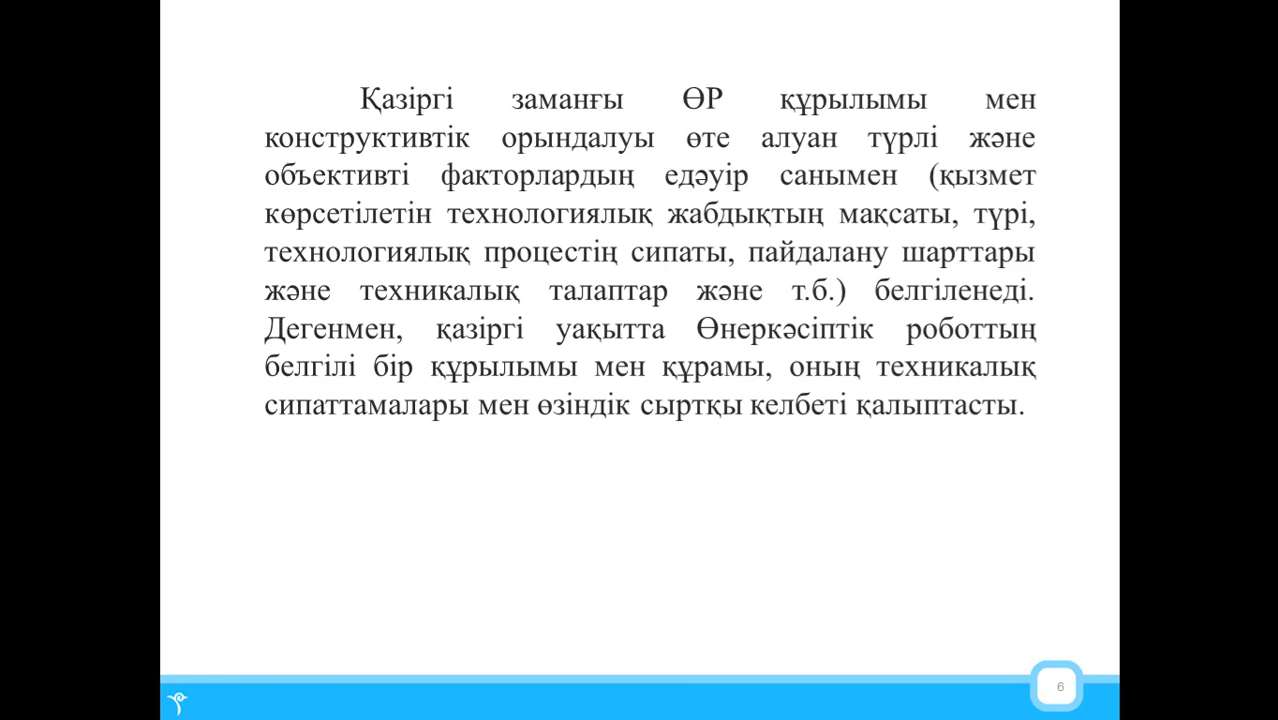 Қазіргі заманғы ӨР құрылымы мен
конструктивтік орындалуы өте алуан түрлі және
объективті факторлардың едәуір санымен (қызмет
көрсетілетін технологиялық жабдықтың мақсаты, түрі,
технологиялық процестің сипаты, пайдалану шарттары
және техникалық талаптар және т.б.) белгіленеді.
Дегенмен, қазіргі уақытта Өнеркәсіптік роботтың
белгілі бір құрылымы мен құрамы, оның техникалық
сипаттамалары мен өзіндік сыртқы келбеті қалыптасты.
6